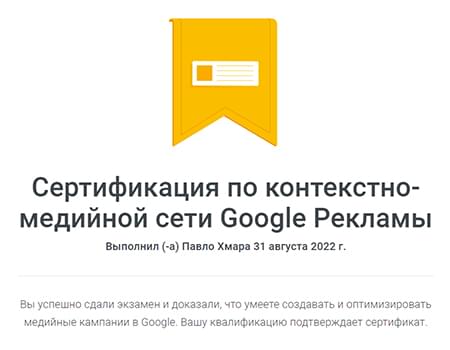 Сертификация по контекстно-
медийной сети Google Рекламы
Выполнил (-а) Павло Хмара 31 августа 2022 г.
Вы успешно сдали экзамен и доказали, что умеете создавать и оптимизировать
медийные кампании в Google. Вашу квалификацию подтверждает сертификат.